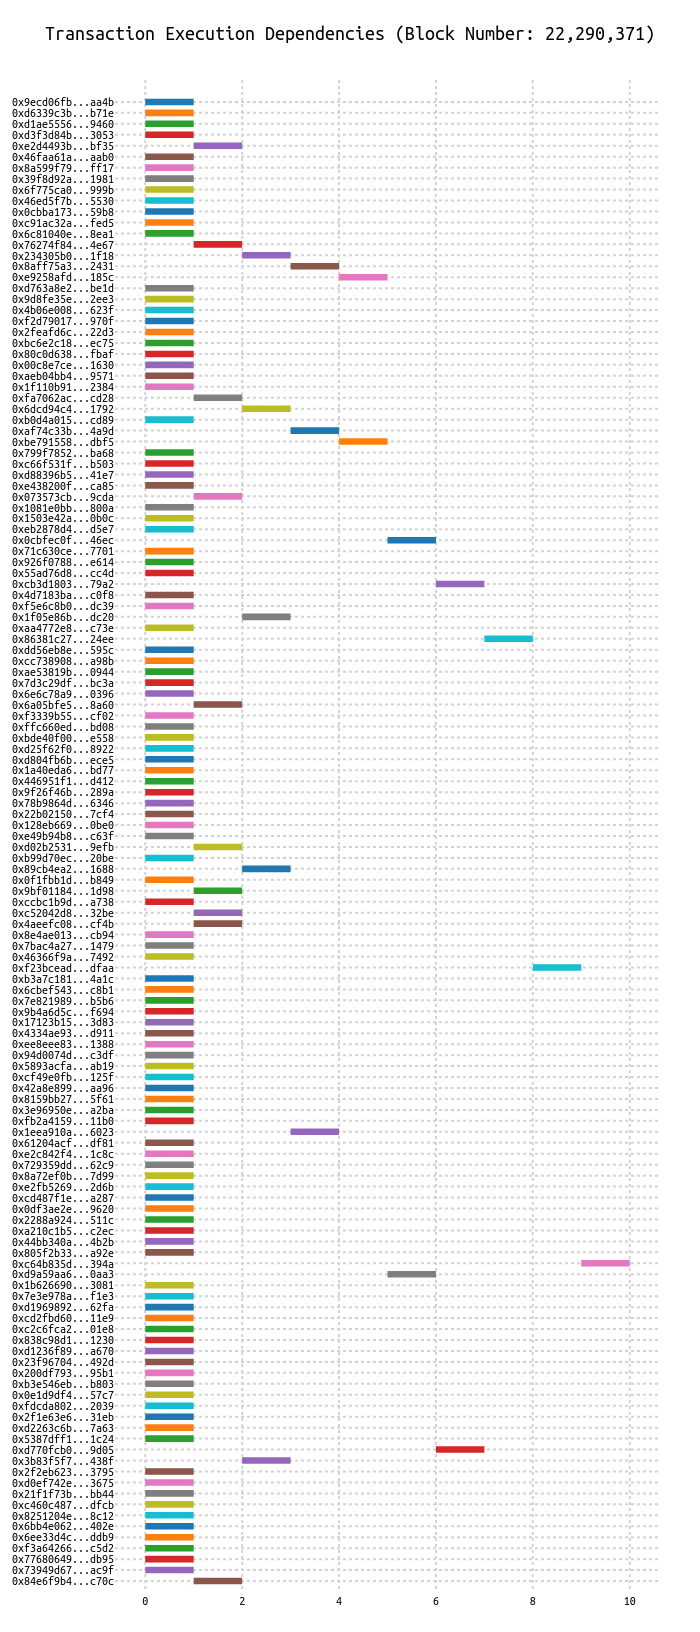 Transaction Execution Dependencies (Block Number: 22,290,371)
0x9ecd06fb...aa4b
0xd6339c3b...b71e
0xd1ae5556...9460
0xd3f3d84b...3053
0xe2d4493b...bf35
0x46faa61a...aab0
0x8a599f79...ff17
0x39f8d92a...1981
0x6f775ca0...999b
0x46ed5f7b...5530
0x0cbba173...59b8
0xc91ac32a...fed5
0x6c81040e...8ea1
0x76274f84...4e67
0x234305b0...1f18
0x8aff75a3...2431
0xe9258afd...185c
0xd763a8e2...be1d
0x9d8fe35e...2ee3
0x4b06e008...623f
0xf2d79017...970f
0x2feafd6c...22d3
0xbc6e2c18...ec75
0x80c0d638...fbaf
0x00c8e7ce...1630
0xaeb04bb4...9571
0x1f110b91...2384
0xfa7062ac...cd28
0x6dcd94c4...1792
0xb0d4a015...cd89
0xaf74c33b...4a9d
0xbe791558...dbf5
0x799f7852...ba68
0xc66f531f...b503
0xd88396b5...41e7
0xe438200f...ca85
0x073573cb...9cda
0x1081e0bb...800a
0x1503e42a...0b0c
0xeb2878d4...d5e7
0x0cbfec0f...46ec
0x71c630ce...7701
0x926f0788...e614
0x55ad76d8...cc4d
0xcb3d1803...79a2
0x4d7183ba...c0f8
0xf5e6c8b0...dc39
0x1f05e86b...dc20
0xaa4772e8...c73e
0x86381c27...24ee
0xdd56eb8e...595c
0xcc738908...a98b
0xae53819b...0944
0x7d3c29df...bc3a
0x6e6c78a9...0396
0x6a05bfe5...8a60
0xf3339b55...cf02
0xffc660ed...bd08
0xbde40f00...e558
0xd25f62f0...8922
0xd804fb6b...ece5
0x1a40eda6...bd77
0x446951f1...d412
0x9f26f46b...289a
0x78b9864d...6346
0x22b02150...7cf4
0x128eb669...0be0
0xe49b94b8...c63f
0xd02b2531...9efb
0xb99d70ec...20be
0x89cb4ea2...1688
0x0f1fbb1d...b849
0x9bf01184...1d98
0xccbc1b9d...a738
0xc52042d8...32be
0x4aeefc08...cf4b
0x8e4ae013...cb94
0x7bac4a27...1479
0x46366f9a...7492
0xf23bcead...dfaa
0xb3a7c181...4a1c
0x6cbef543...c8b1
0x7e821989...b5b6
0x9b4a6d5c...f694
0x17123b15...3d83
0x4334ae93...d911
0xee8eee83...1388
0x94d0074d...c3df
0x5893acfa...ab19
0xcf49e0fb...125f
0x42a8e899...aa96
0x8159bb27...5f61
0x3e96950e...a2ba
0xfb2a4159...11b0
0x1eea910a...6023
0x61204acf...df81
0xe2c842f4...1c8c
0x729359dd...62c9
0x8a72ef0b...7d99
0xe2fb5269...2d6b
0xcd487f1e...a287
0x0df3ae2e...9620
0x2288a924...511c
0xa210c1b5...c2ec
0x44bb340a...4b2b
0x805f2b33...a92e
0xc64b835d...394a
0xd9a59aa6...0aa3
0x1b626690...3081
0x7e3e978a...f1e3
0xd1969892...62fa
0xcd2fbd60...11e9
0xc2c6fca2...01e8
0x838c98d1...1230
0xd1236f89...a670
0x23f96704...492d
0x200df793...95b1
0xb3e546eb...b803
0x0e1d9df4...57c7
0xfdcda802...2039
0x2f1e63e6...31eb
0xd2263c6b...7a63
0x5387dff1...1c24
0xd770fcb0...9d05
0x3b83f5f7...438f
0x2f2eb623...3795
0xd0ef742e...3675
0x21f1f73b...bb44
0xc460c487...dfcb
0x8251204e...8c12
0x6bb4e062...402e
0x6ee33d4c...ddb9
0xf3a64266...c5d2
0x77680649...db95
0x73949d67...ac9f
0x84e6f9b4...c70c
0 2 4 6 8 10